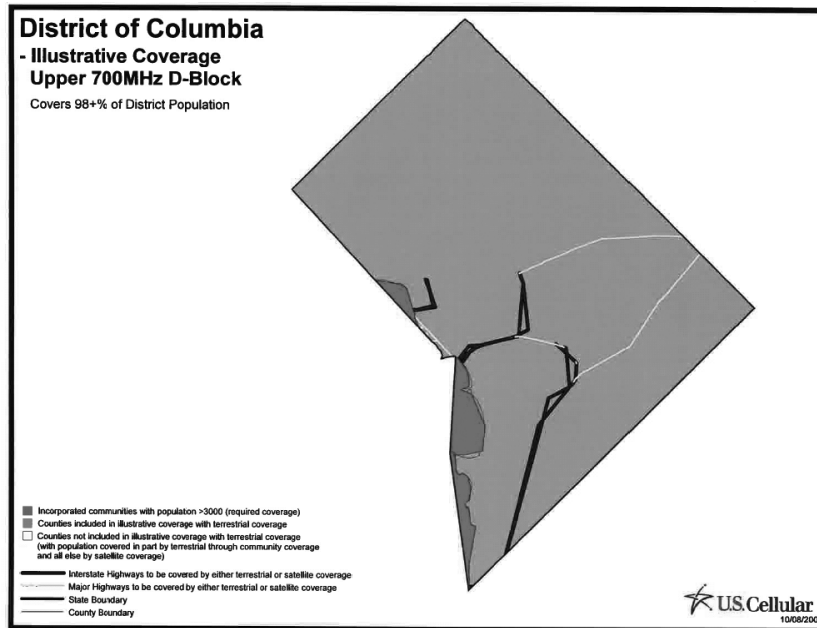 District of Columbia
- Illustrative Coverage
Upper 700MHz D-Block
Covers 98+% of District Population
Incorporated communities with population >3000 (required coverage)
Counties included in illustrative coverage with terrestrial coverage
Counties not included in illustrative coverage with terrestrial coverage
(with population covered in part by terrestrial through community coverage
and all else by satellite coverage)
Interstate Highways to be covered by either terrestrial or satellite coverage
Major Highways to be covered by either terrestrial or satellite coverage
State Boundary
County Boundary
U.S. Cellular
10/08/200